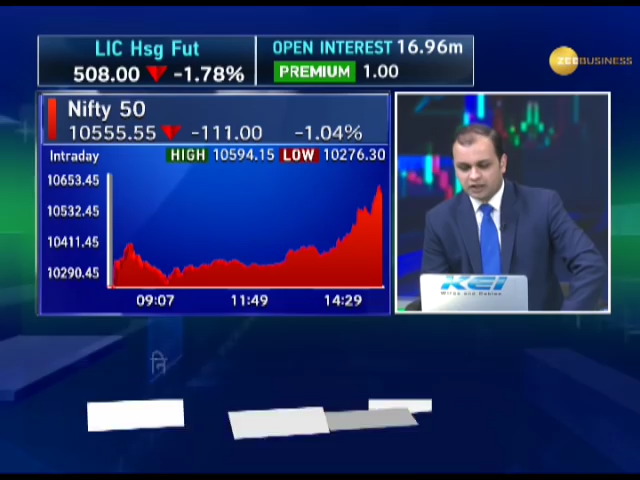 LIC Hsg Fut
508.00 -1.78%
OPEN INTEREST 16.96m
PREMIUM 1.00
ZEEBUSINESS
Nifty 50
10555.55 -111.00 -1.04%
Intraday HIGH 10594.15 LOW 10276.30
10653.45
10532.45
10411.45
10290.45
09:07 11:49 14:29
KEI
Wires and Cables
नि